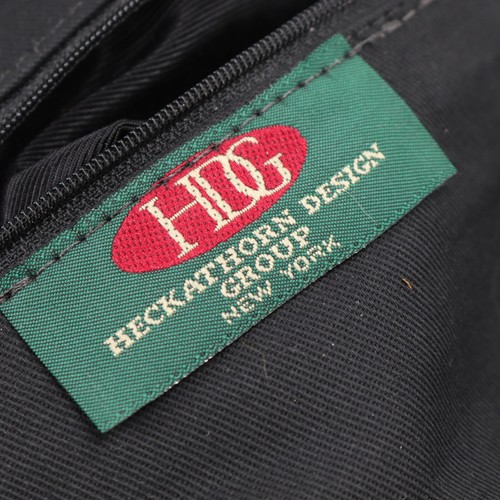 HDG
HECKATHORN DESIGN
GROUP
NEW YORK